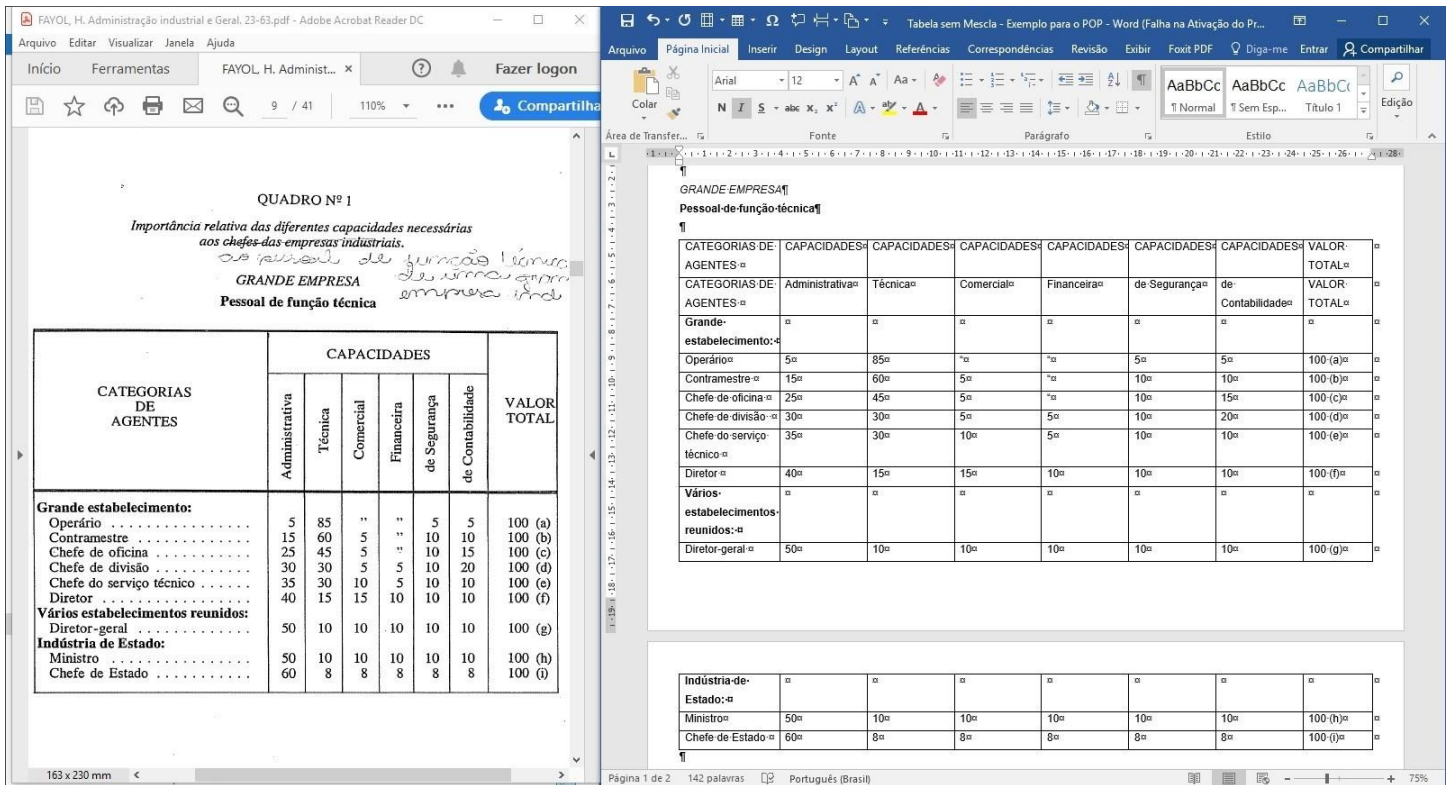 FAYOL, H. Administração industrial e Geral. 23-63.pdf - Adobe Acrobat Reader DC
Arquivo Editar Visualizar Janela Ajuda
Início Ferramentas FAYOL, H. Administ... × Fazer logon
9 / 41 110% Compartilha
QUADRO Nº 1
Importância relativa das diferentes capacidades necessárias
aos chefes das empresas industriais.
de função técnica
de uma
empresa ind
GRANDE EMPRESA
Pessoal de função técnica
CATEGORIAS DE AGENTES CAPACIDADES VALOR TOTAL
Administrativa Técnica Comercial Financeira de Segurança de Contabilidade
Grande estabelecimento:
Operário ................ 5 85 " " 5 5 100 (a)
Contramestre ............. 15 60 5 " 10 10 100 (b)
Chefe de oficina ............ 25 45 5 " 10 15 100 (c)
Chefe de divisão ........... 30 30 5 5 10 20 100 (d)
Chefe do serviço técnico ...... 35 30 10 5 10 10 100 (e)
Diretor ................. 40 15 15 10 10 10 100 (f)
Vários estabelecimentos reunidos:
Diretor-geral ............. 50 10 10 10 10 10 100 (g)
Indústria de Estado:
Ministro ................ 50 10 10 10 10 10 100 (h)
Chefe de Estado ........... 60 8 8 8 8 8 100 (i)
163 x 230 mm
Tabela sem Mescla - Exemplo para o POP - Word (Falha na Ativação do Pr...
Arquivo Página Inicial Inserir Design Layout Referências Correspondências Revisão Exibir Foxit PDF Diga-me Entrar Compartilhar
Colar Arial 12 A A Aa
N I S abc x₂ x² A A
AaBbCc AaBbCc AaBbCc Edição
¶ Normal ¶ Sem Esp... Título 1
Área de Transfer... Fonte Parágrafo Estilo
¶
GRANDE·EMPRESA¶
Pessoal·de·função·técnica¶
¶
CATEGORIAS·DE·AGENTES·¤ CAPACIDADES¤ CAPACIDADES¤ CAPACIDADES¤ CAPACIDADES¤ CAPACIDADES¤ CAPACIDADES¤ VALOR·TOTAL¤ ¤
CATEGORIAS·DE·AGENTES·¤ Administrativa¤ Técnica¤ Comercial¤ Financeira¤ de·Segurança¤ de·Contabilidade¤ VALOR·TOTAL¤ ¤
Grande·estabelecimento:·¤ ¤ ¤ ¤ ¤ ¤ ¤ ¤ ¤
Operário¤ 5¤ 85¤ "¤ "¤ 5¤ 5¤ 100·(a)¤ ¤
Contramestre·¤ 15¤ 60¤ 5¤ "¤ 10¤ 10¤ 100·(b)¤ ¤
Chefe·de·oficina·¤ 25¤ 45¤ 5¤ "¤ 10¤ 15¤ 100·(c)¤ ¤
Chefe·de·divisão··¤ 30¤ 30¤ 5¤ 5¤ 10¤ 20¤ 100·(d)¤ ¤
Chefe·do·serviço·técnico·¤ 35¤ 30¤ 10¤ 5¤ 10¤ 10¤ 100·(e)¤ ¤
Diretor·¤ 40¤ 15¤ 15¤ 10¤ 10¤ 10¤ 100·(f)¤ ¤
Vários·estabelecimentos·reunidos:·¤ ¤ ¤ ¤ ¤ ¤ ¤ ¤ ¤
Diretor-geral·¤ 50¤ 10¤ 10¤ 10¤ 10¤ 10¤ 100·(g)¤ ¤
Indústria·de·Estado:·¤ ¤ ¤ ¤ ¤ ¤ ¤ ¤ ¤
Ministro¤ 50¤ 10¤ 10¤ 10¤ 10¤ 10¤ 100·(h)¤ ¤
Chefe·de·Estado·¤ 60¤ 8¤ 8¤ 8¤ 8¤ 8¤ 100·(i)¤ ¤
¶
Página 1 de 2 142 palavras Português (Brasil) 75%